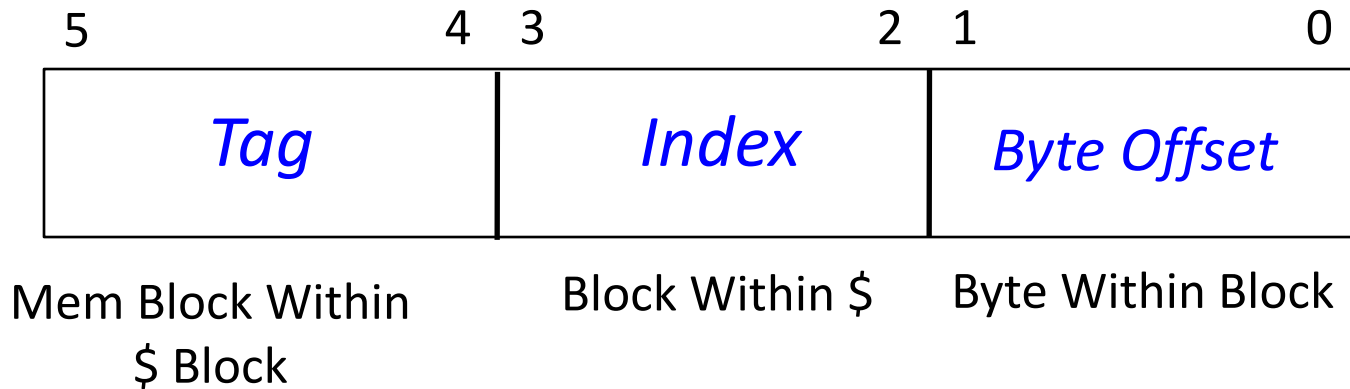 5 4 3 2 1 0
Tag Index Byte Offset
Mem Block Within
$ Block
Block Within $
Byte Within Block